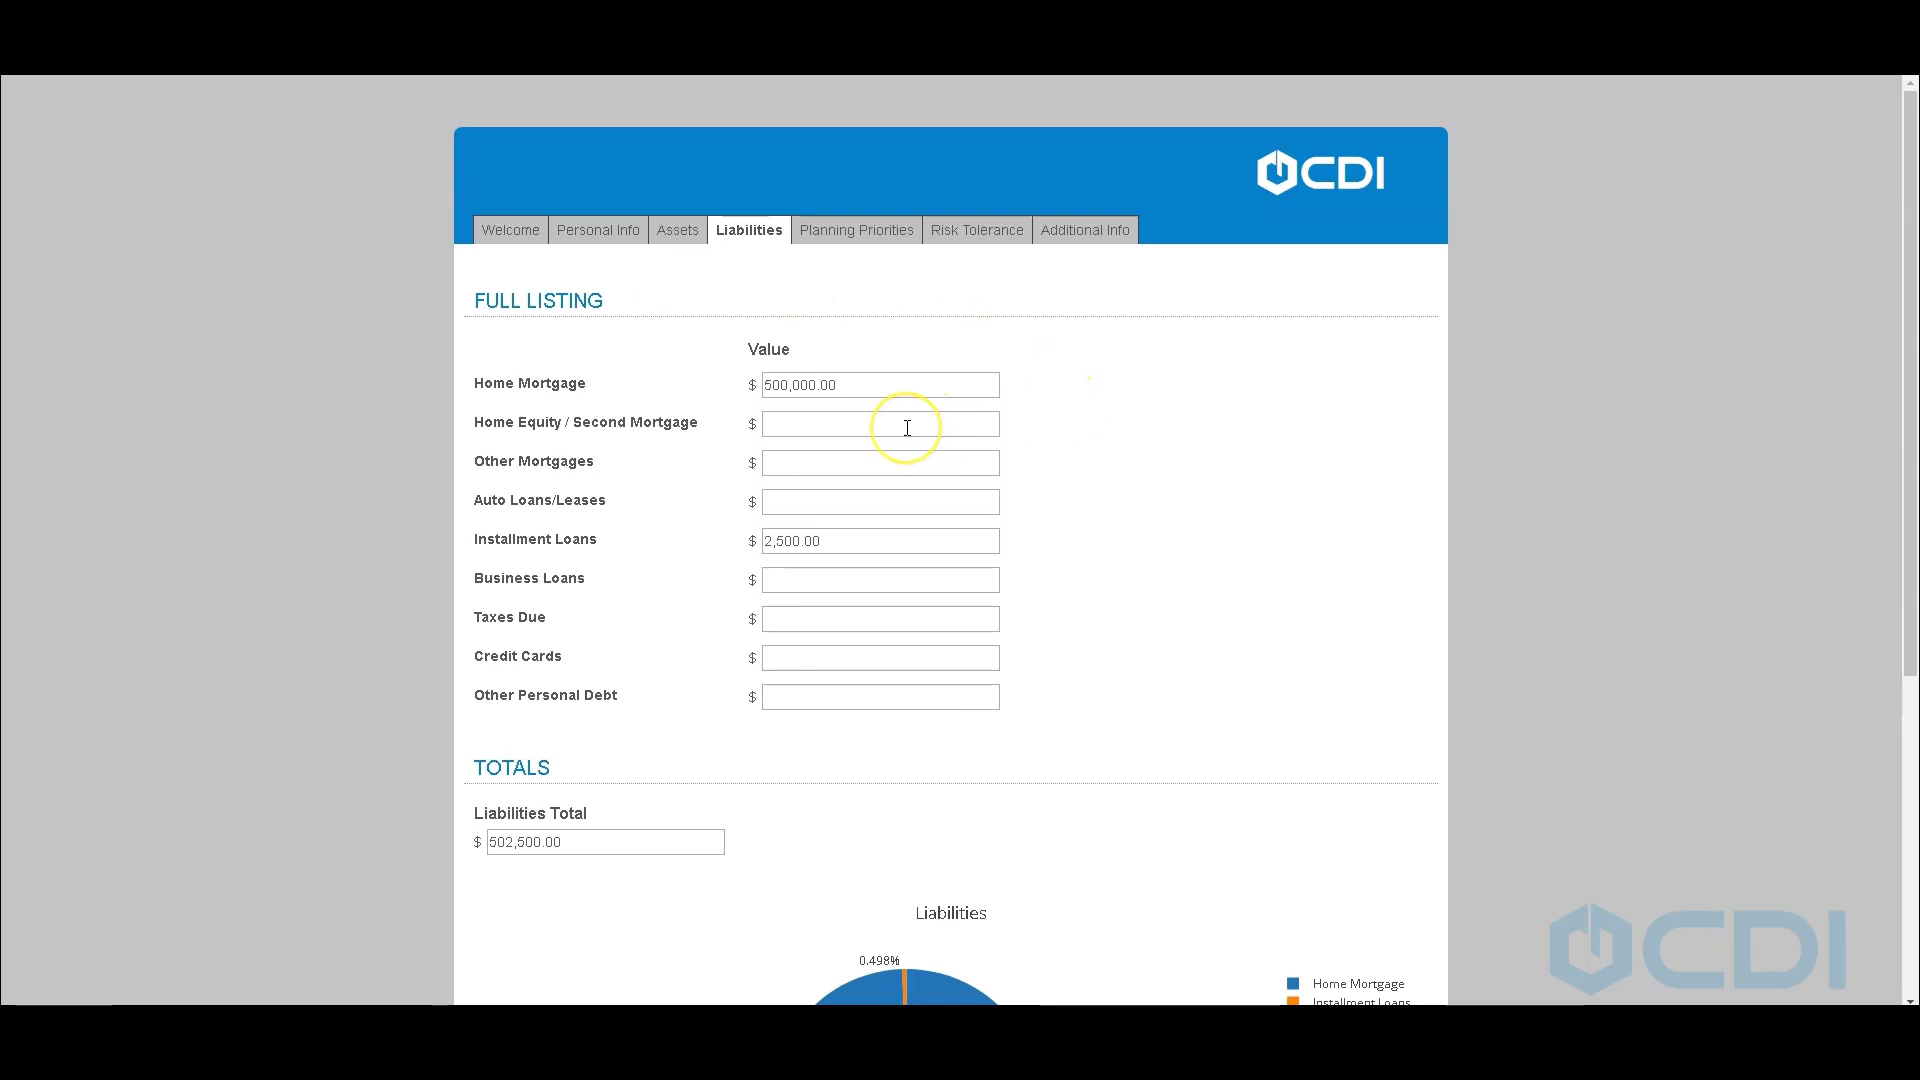 CDI
Welcome Personal Info Assets Liabilities Planning Priorities Risk Tolerance Additional Info
FULL LISTING
Value
Home Mortgage $ 500,000.00
Home Equity / Second Mortgage $
Other Mortgages $
Auto Loans/Leases $
Installment Loans $ 2,500.00
Business Loans $
Taxes Due $
Credit Cards $
Other Personal Debt $
TOTALS
Liabilities Total
$ 502,500.00
Liabilities
0.498%
Home Mortgage
Installment Loans
CDI